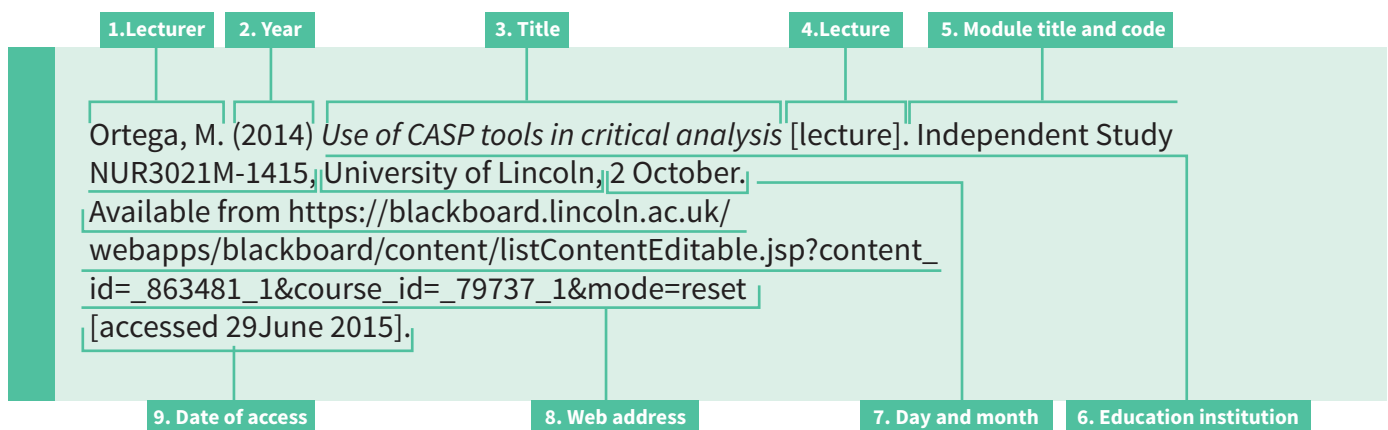 1.Lecturer 2. Year 3. Title 4.Lecture 5. Module title and code
Ortega, M. (2014) Use of CASP tools in critical analysis [lecture]. Independent Study
NUR3021M-1415, University of Lincoln, 2 October.
Available from https://blackboard.lincoln.ac.uk/
webapps/blackboard/content/listContentEditable.jsp?content_
id=_863481_1&course_id=_79737_1&mode=reset
[accessed 29June 2015].
9. Date of access 8. Web address 7. Day and month 6. Education institution